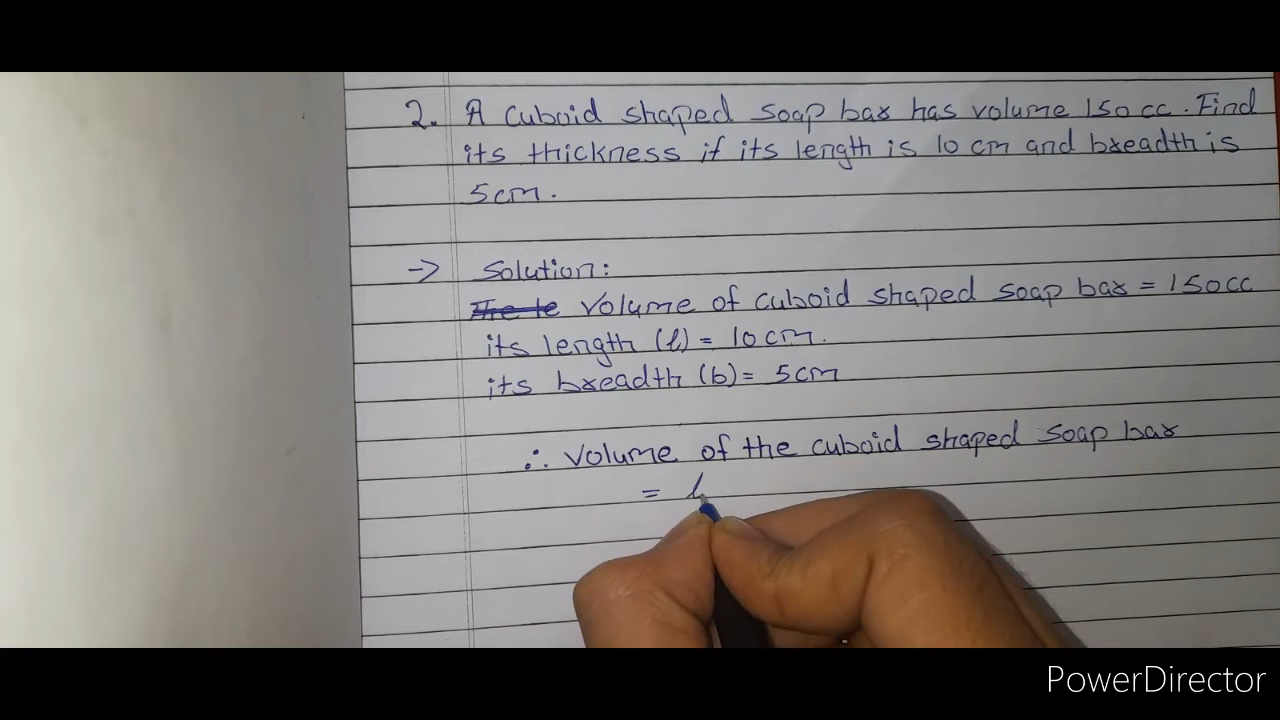 2. A cuboid shaped soap bar has volume 150 cc. Find
its thickness if its length is 10 cm and breadth is
5cm.
-> Solution:
volume of cuboid shaped soap bar = 150cc
its length (l) = 10cm.
its breadth (b) = 5cm
∴ volume of the cuboid shaped soap bar
= l
PowerDirector